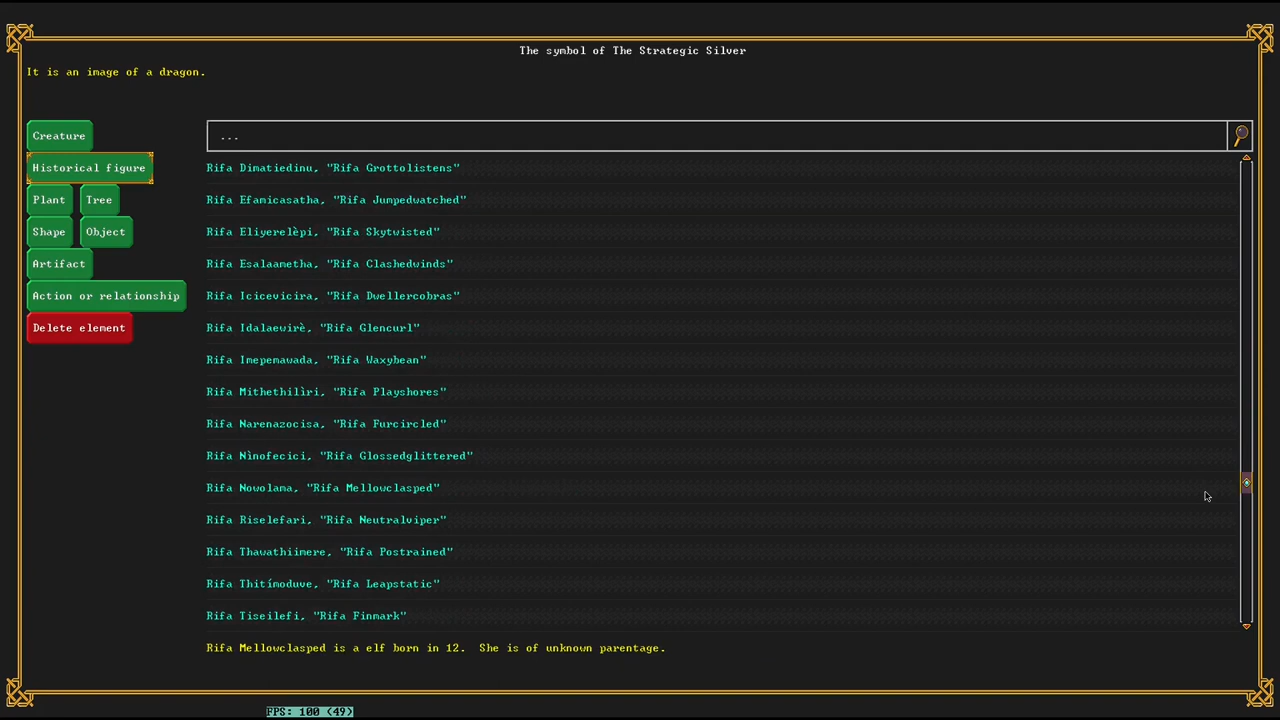 The symbol of The Strategic Silver
It is an image of a dragon.
Creature
...
Historical figure
Rifa Dimatiedinu, "Rifa Grottolistens"
Plant
Tree
Rifa Efamicasatha, "Rifa Jumpedwatched"
Shape
Object
Rifa Eliyerelèpi, "Rifa Skytwisted"
Artifact
Rifa Esalaametha, "Rifa Clashedwinds"
Action or relationship
Rifa Icicevicira, "Rifa Dwellercobras"
Delete element
Rifa Idalaewirè, "Rifa Glencurl"
Rifa Imepemawada, "Rifa Waxybean"
Rifa Mithethilìri, "Rifa Playshores"
Rifa Narenazocisa, "Rifa Furcircled"
Rifa Nìnofecici, "Rifa Glossedglittered"
Rifa Nowolama, "Rifa Mellowclasped"
Rifa Riselefari, "Rifa Neutralviper"
Rifa Thawathiimere, "Rifa Postrained"
Rifa Thitímoduve, "Rifa Leapstatic"
Rifa Tiseilefi, "Rifa Finmark"
Rifa Mellowclasped is a elf born in 12.  She is of unknown parentage.
FPS: 100 (49)